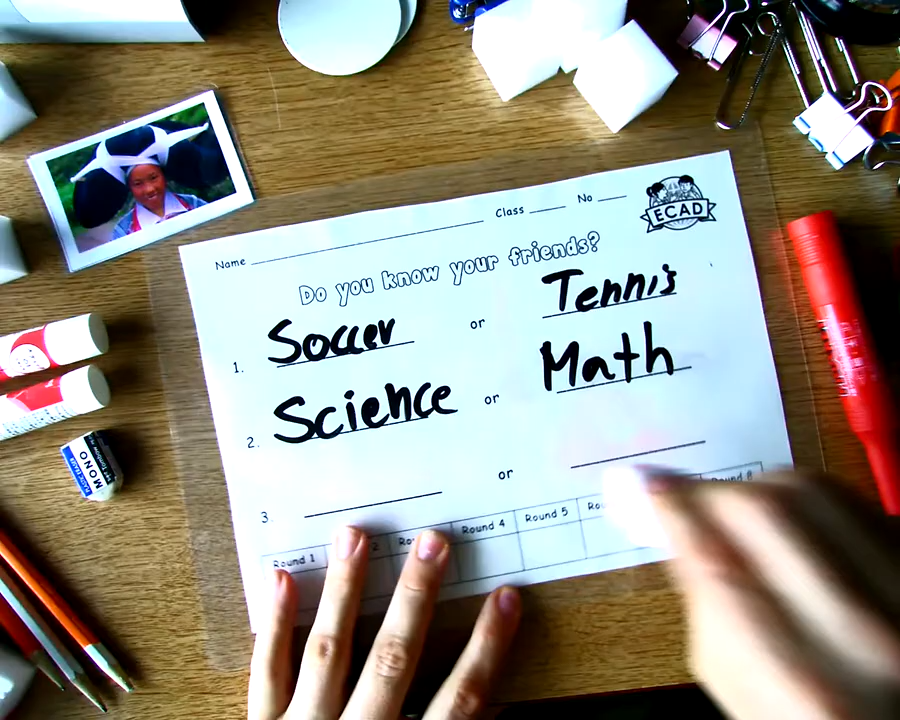 Name Class No
ECAD
Do you know your friends?
1. Soccer or Tennis
2. Science or Math
3. or
Round 1 2 Round 4 Round 5
MONO